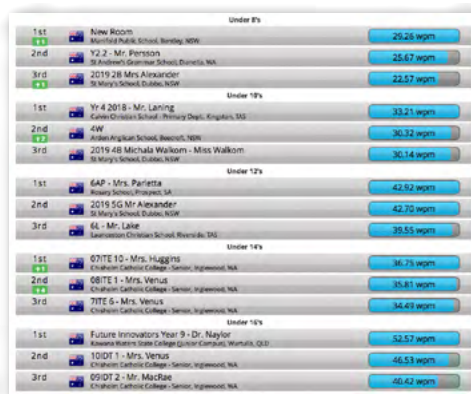 Under 8's
1st New Room 29.26 wpm
Public School, Bentley, NSW
2nd Y2.2 - Mr. Persson 25.67 wpm
St Andrew's Grammar School, WA
3rd 2019 2B Mrs Alexander 22.57 wpm
St Mary's School, Dubbo, NSW
Under 10's
1st Yr 4 2018 - Mr. Laning 33.21 wpm
Calvin Christian School - Primary Dept, Kingston, TAS
2nd 4W 30.32 wpm
Arden Anglican School, Beecroft, NSW
3rd 2019 4B Michala Walkom - Miss Walkom 30.14 wpm
St Mary's School, Dubbo, NSW
Under 12's
1st 6AP - Mrs. Parletta 42.92 wpm
Rosary School, Prospect, SA
2nd 2019 5G Mr Alexander 42.70 wpm
St Mary's School, Dubbo, NSW
3rd 6L - Mr. Lake 39.55 wpm
Launceston Christian School, Riverside, TAS
Under 14's
1st 07ITE 10 - Mrs. Huggins 36.75 wpm
Chisholm Catholic College - Senior, Inglewood, WA
2nd 08ITE 1 - Mrs. Venus 35.81 wpm
Chisholm Catholic College - Senior, Inglewood, WA
3rd 7ITE 6 - Mrs. Venus 34.49 wpm
Chisholm Catholic College - Senior, Inglewood, WA
Under 16's
1st Future Innovators Year 9 - Dr. Naylor 52.57 wpm
Kawana Waters State College (Junior Campus), Wartulla, QLD
2nd 10IDT 1 - Mrs. Venus 46.53 wpm
Chisholm Catholic College - Senior, Inglewood, WA
3rd 09IDT 2 - Mr. MacRae 40.42 wpm
Chisholm Catholic College - Senior, Inglewood, WA